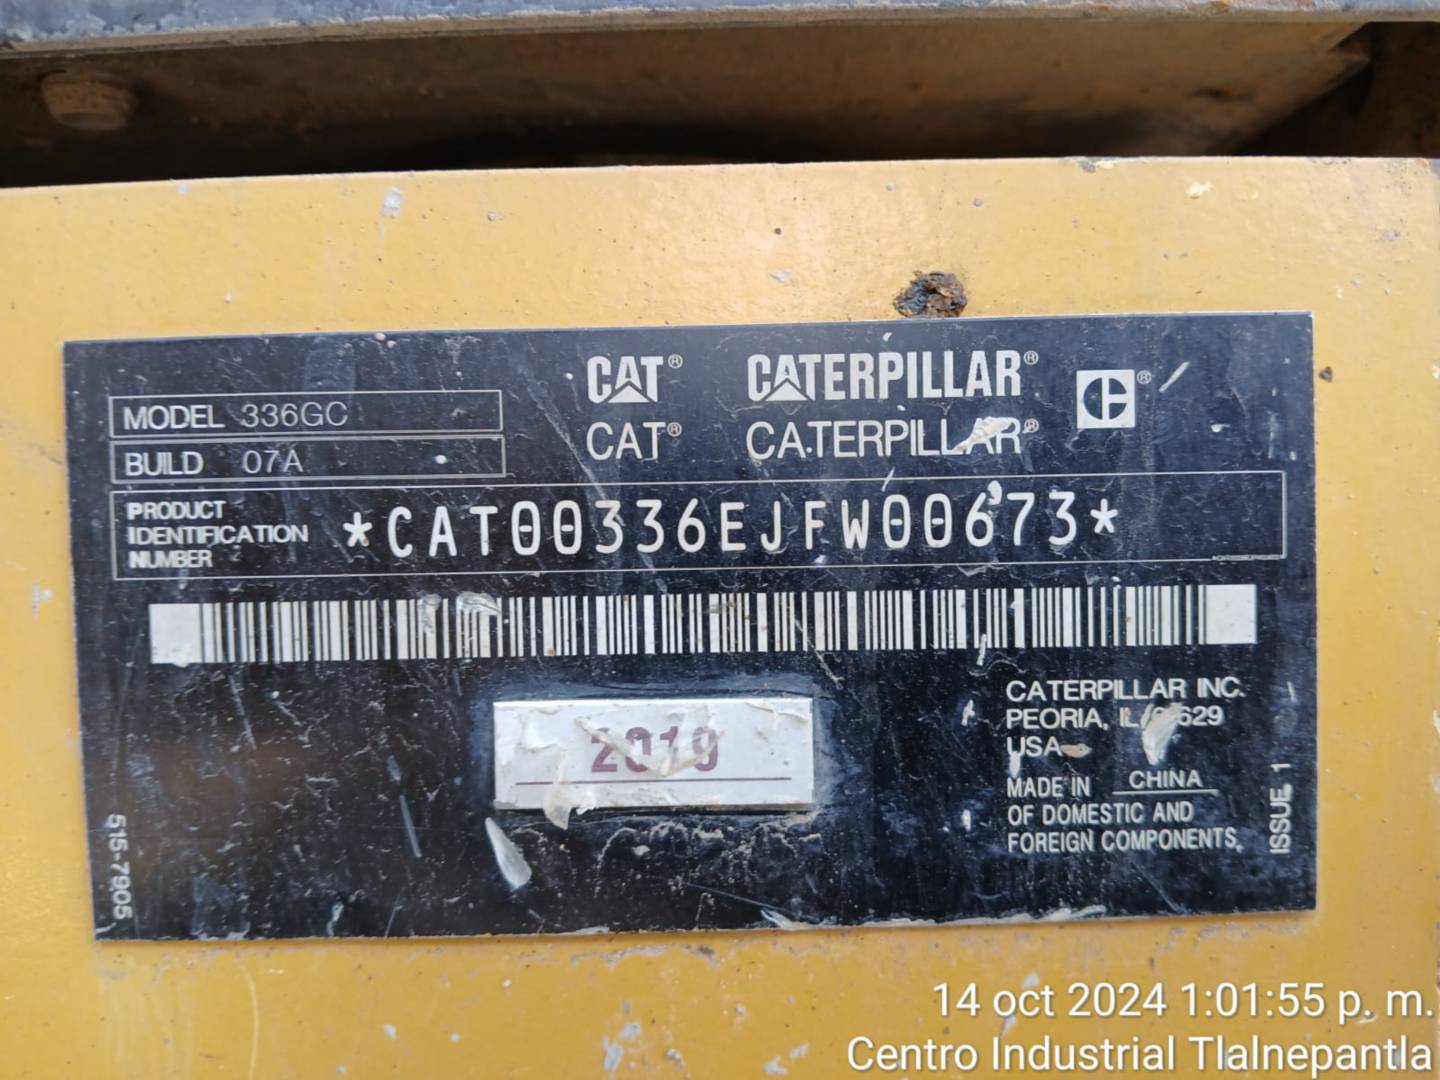 CAT® CATERPILLAR® ®
CAT® CATERPILLAR®
MODEL 336GC
BUILD 07A
PRODUCT
IDENTIFICATION
NUMBER
*CAT00336EJFW00673*
CATERPILLAR INC.
PEORIA, IL
USA
MADE IN CHINA
OF DOMESTIC AND
FOREIGN COMPONENTS.
ISSUE 1
515-7905
14 oct 2024 1:01:55 p. m.
Centro Industrial Tlalnepantla